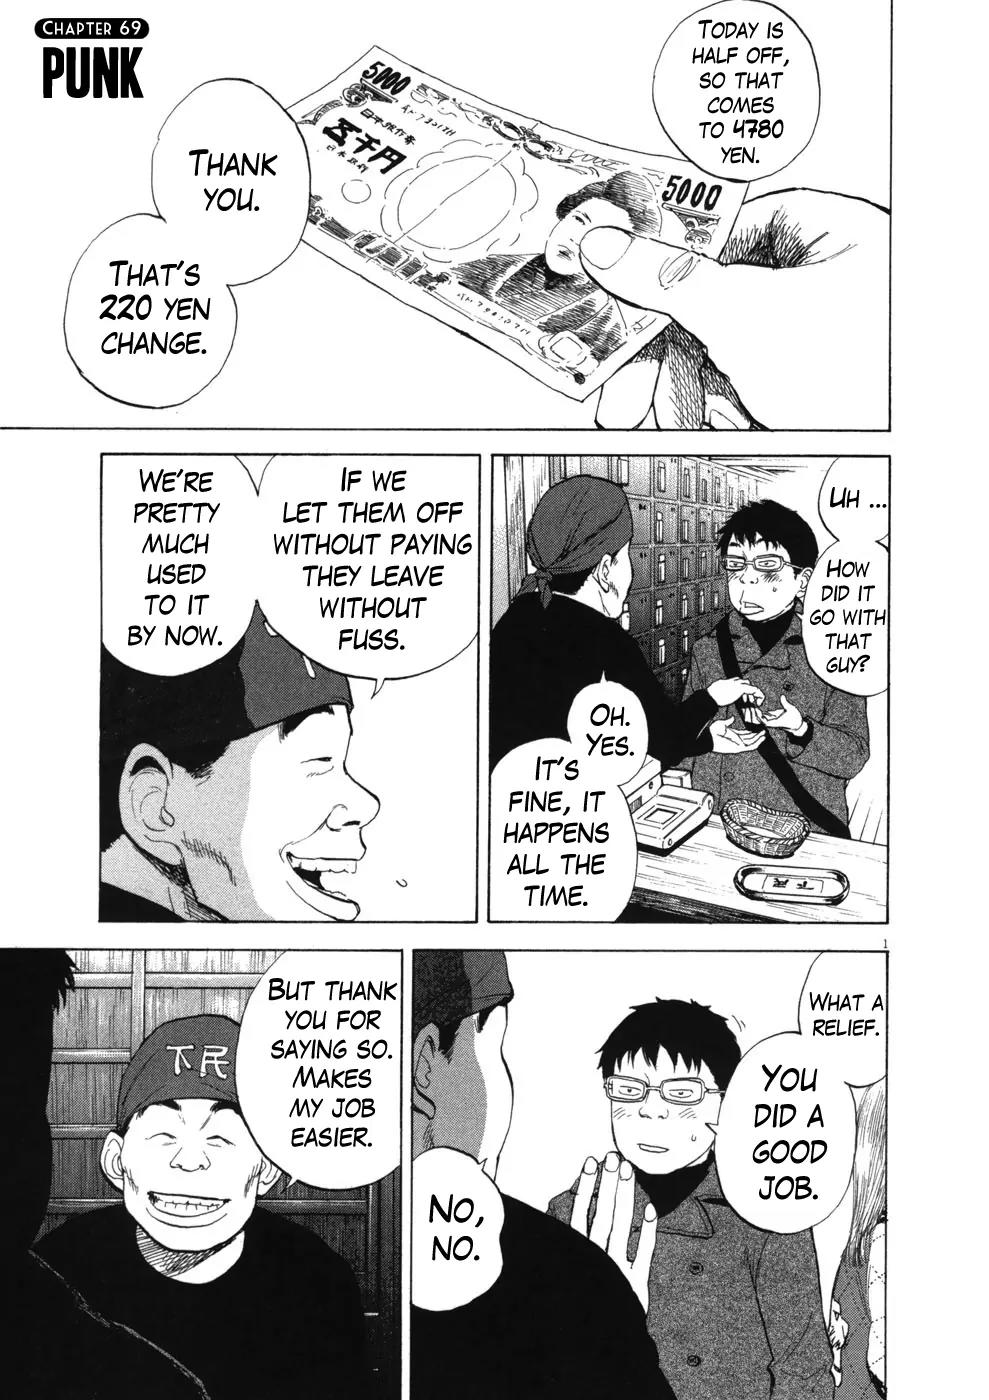 CHAPTER 69
PUNK
TODAY IS
HALF OFF,
SO THAT
COMES
TO 4780
YEN.
5000
五千円
5000
THANK
YOU.
THAT'S
220 YEN
CHANGE.
UH ...
HOW
DID IT
GO WITH
THAT
GUY?
OH.
YES.
IT'S
FINE, IT
HAPPENS
ALL THE
TIME.
IF WE
LET THEM OFF
WITHOUT PAYING
THEY LEAVE
WITHOUT
FUSS.
WE'RE
PRETTY
MUCH
USED
TO IT
BY NOW.
1
WHAT A
RELIEF.
YOU
DID A
GOOD
JOB.
NO,
NO.
BUT THANK
YOU FOR
SAYING SO.
MAKES
MY JOB
EASIER.
下民